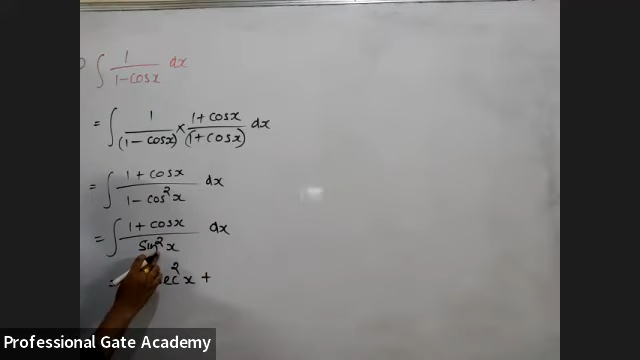 ∫ 1/(1-cosx) dx
= ∫ 1/(1-cosx) × (1+cosx)/(1+cosx) dx
= ∫ (1+cosx)/(1-cos²x) dx
= ∫ (1+cosx)/(sin²x) dx
ec²x +
Professional Gate Academy